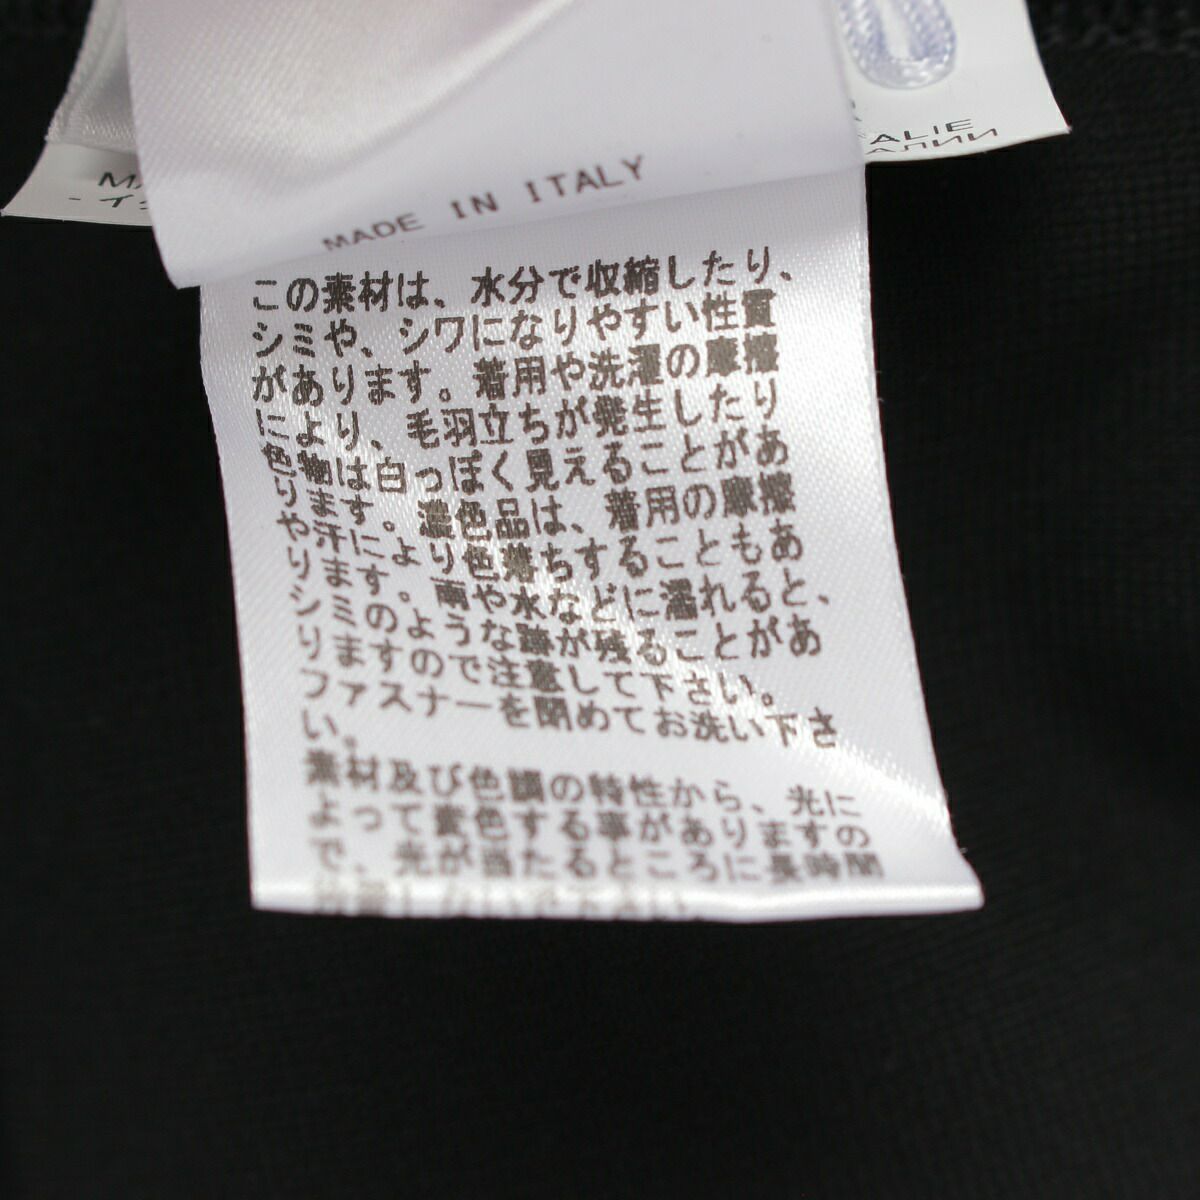 ALIE
АЛИИ
MADE IN ITALY
この素材は、水分で収縮したり、
シミや、シワになりやすい性質
があります。着用や洗濯の摩擦
により、毛羽立ちが発生したり
色物は白っぽく見えることがあ
ります。濃色品は、着用の摩擦
や汗により色落ちすることもあ
ります。雨や水などに濡れると、
シミのような跡が残ることがあ
りますので注意して下さい。
ファスナーを閉めてお洗い下さ
い。
素材及び色調の特性から、光に
よって変色する事がありますの
で、光が当たるところに長時間